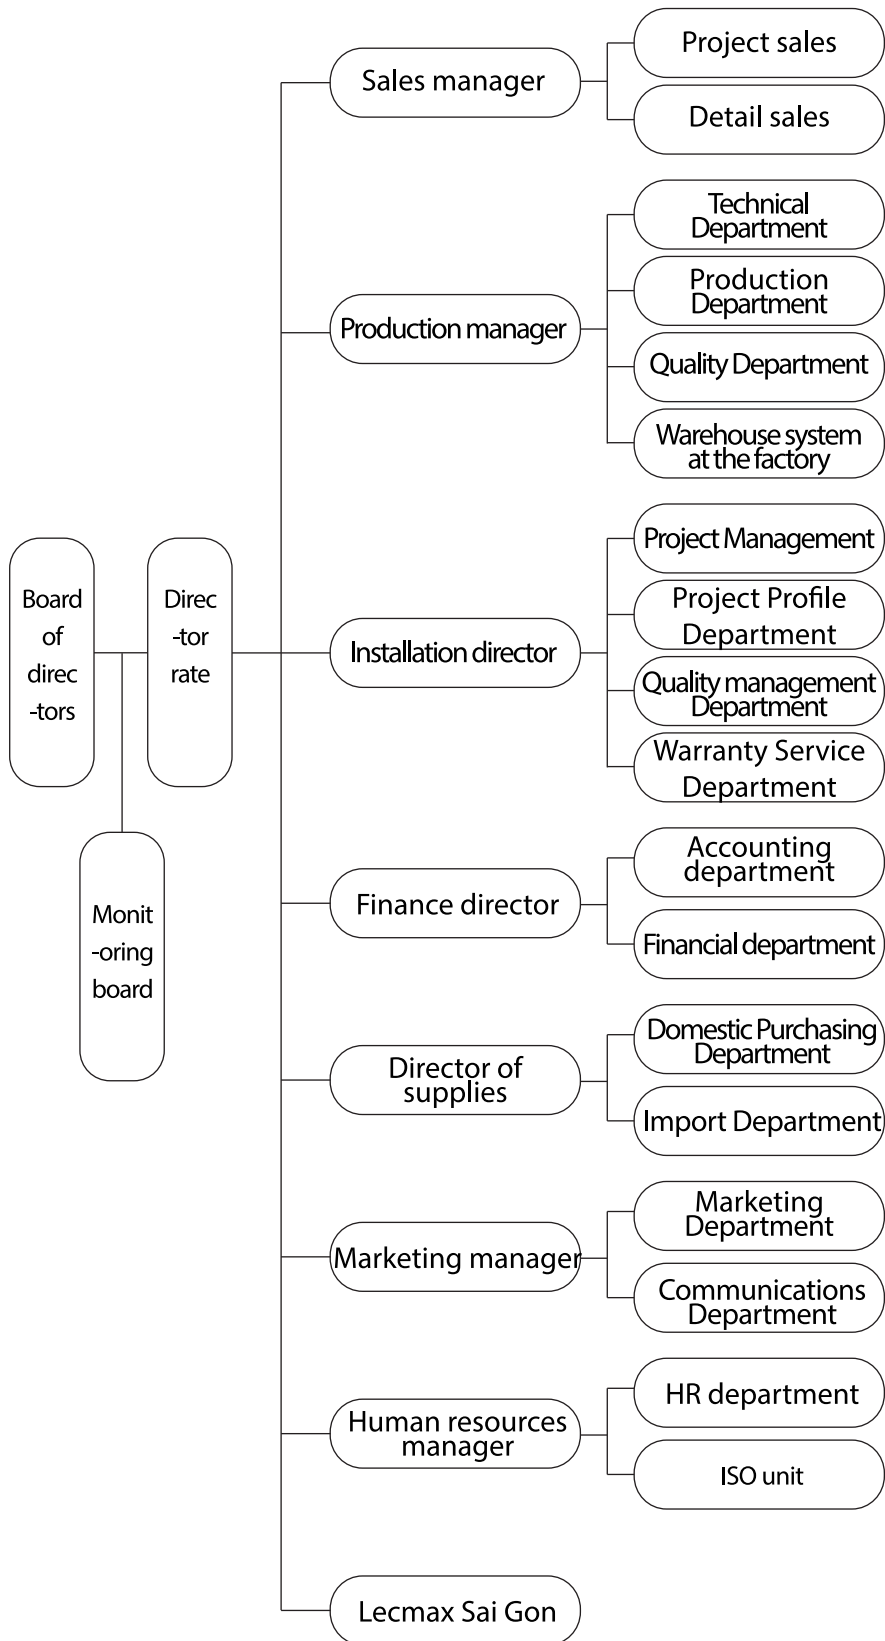 Board
of
direc
-tors
Direc
-tor
rate
Monit
-oring
board
Sales manager
Project sales
Detail sales
Production manager
Technical
Department
Production
Department
Quality Department
Warehouse system
at the factory
Installation director
Project Management
Project Profile
Department
Quality management
Department
Warranty Service
Department
Finance director
Accounting
department
Financial department
Director of
supplies
Domestic Purchasing
Department
Import Department
Marketing manager
Marketing
Department
Communications
Department
Human resources
manager
HR department
ISO unit
Lecmax Sai Gon